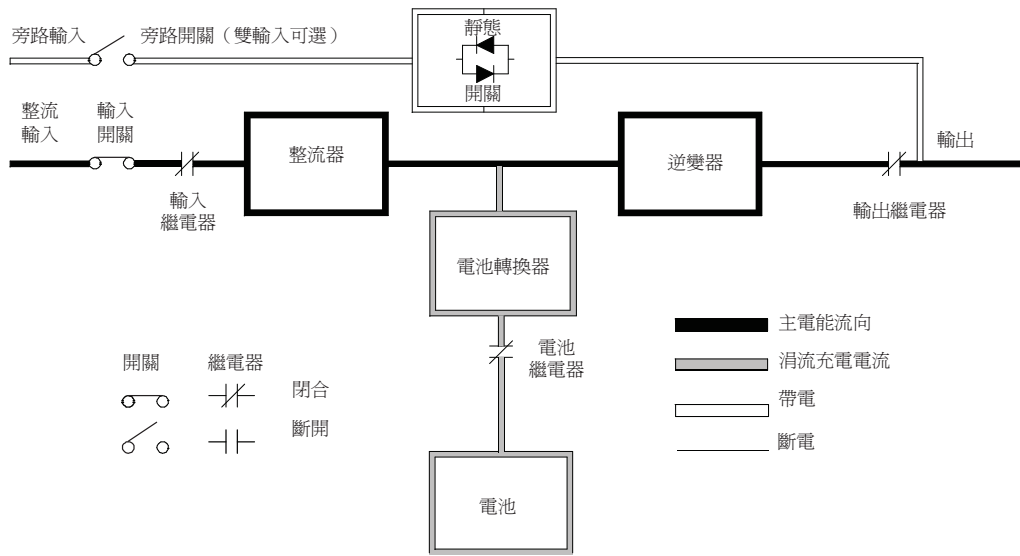 旁路輸入
旁路開關（雙輸入可選）
靜態
開關
整流
輸入
輸入
開關
整流器
逆變器
輸出
輸入
繼電器
輸出繼電器
電池轉換器
主電能流向
電池
繼電器
涓流充電電流
開關
繼電器
閉合
帶電
斷開
斷電
電池